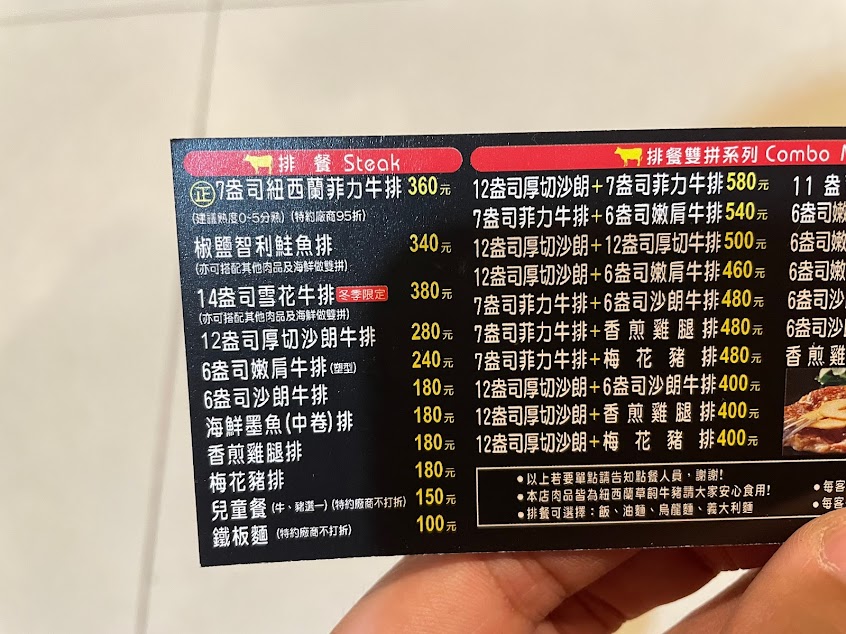 排 餐 Steak
正 7盎司紐西蘭菲力牛排 360元
(建議熟度0~5分熟) (特約廠商95折)
椒鹽智利鮭魚排 340元
(亦可搭配其他肉品及海鮮做雙拼)
14盎司雪花牛排 冬季限定 380元
(亦可搭配其他肉品及海鮮做雙拼)
12盎司厚切沙朗牛排 280元
6盎司嫩肩牛排 (塑型) 240元
6盎司沙朗牛排 180元
海鮮墨魚(中卷)排 180元
香煎雞腿排 180元
梅花豬排 180元
兒童餐 (牛、豬選一) (特約廠商不打折) 150元
鐵板麵 (特約廠商不打折) 100元
排餐雙拼系列 Combo
12盎司厚切沙朗+7盎司菲力牛排 580元
7盎司菲力牛排+6盎司嫩肩牛排 540元
12盎司厚切沙朗+12盎司厚切牛排 500元
12盎司厚切沙朗+6盎司嫩肩牛排 460元
7盎司菲力牛排+6盎司沙朗牛排 480元
7盎司菲力牛排+香煎雞腿排 480元
7盎司菲力牛排+梅花豬排 480元
12盎司厚切沙朗+6盎司沙朗牛排 400元
12盎司厚切沙朗+香煎雞腿排 400元
12盎司厚切沙朗+梅花豬排 400元
●以上若要單點請告知點餐人員，謝謝!
●本店肉品皆為紐西蘭草飼牛豬請大家安心食用!
●排餐可選擇：飯、油麵、烏龍麵、義大利麵
11 盎
6盎司嫩
6盎司嫩
6盎司嫩
6盎司沙
6盎司沙
香煎雞
●每客
●每客